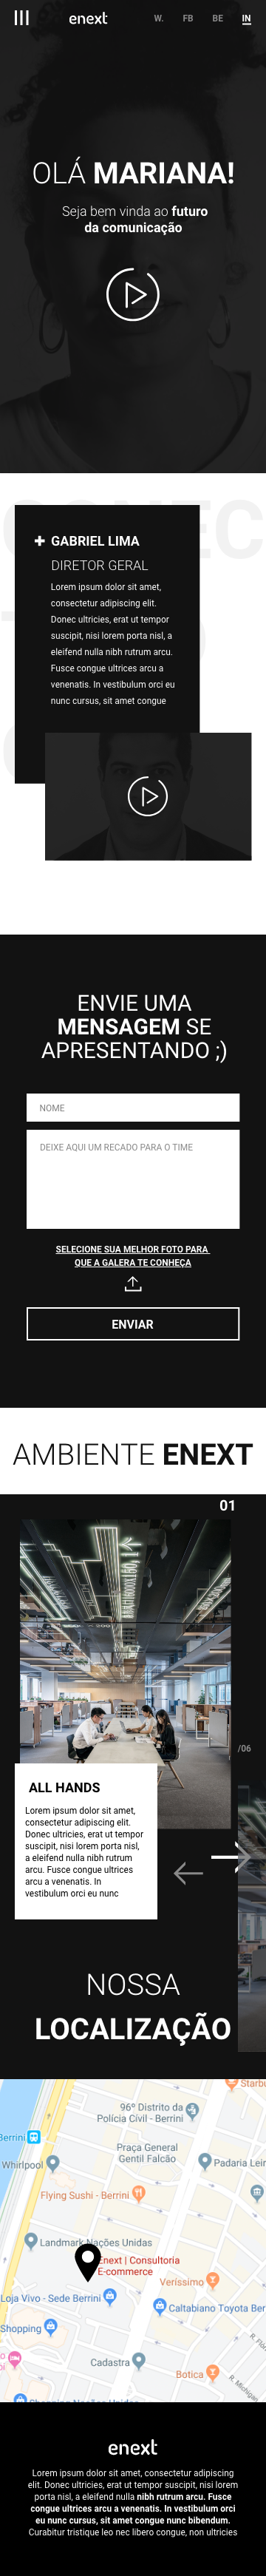 enext
W. FB BE IN
OLÁ MARIANA!
Seja bem vinda ao futuro
da comunicação
GABRIEL LIMA
DIRETOR GERAL
Lorem ipsum dolor sit amet,
consectetur adipiscing elit.
Donec ultricies, erat ut tempor
suscipit, nisi lorem porta nisl, a
eleifend nulla nibh rutrum arcu.
Fusce congue ultrices arcu a
venenatis. In vestibulum orci eu
nunc cursus, sit amet congue
ENVIE UMA
MENSAGEM SE
APRESENTANDO ;)
NOME
DEIXE AQUI UM RECADO PARA O TIME
SELECIONE SUA MELHOR FOTO PARA
QUE A GALERA TE CONHEÇA
ENVIAR
AMBIENTE ENEXT
01
/06
ALL HANDS
Lorem ipsum dolor sit amet,
consectetur adipiscing elit.
Donec ultricies, erat ut tempor
suscipit, nisi lorem porta nisl,
a eleifend nulla nibh rutrum
arcu. Fusce congue ultrices
arcu a venenatis. In
vestibulum orci eu nunc
NOSSA
LOCALIZAÇÃO
Starbu
96º Distrito da
Polícia Civil - Berrini
Berrini
Praça General
Gentil Falcão
Whirlpool
Padaria Leir
Flying Sushi - Berrini
Landmark Nações Unidas
Enext | Consultoria
E-commerce
Veríssimo
Loja Vivo - Sede Berrini
Caltabiano Toyota Ber
Shopping
R. Flór
Cadastra
Botica
R. Michigan
Shopping Nações Unidas
enext
Lorem ipsum dolor sit amet, consectetur adipiscing
elit. Donec ultricies, erat ut tempor suscipit, nisi lorem
porta nisl, a eleifend nulla nibh rutrum arcu. Fusce
congue ultrices arcu a venenatis. In vestibulum orci
eu nunc cursus, sit amet congue nunc bibendum.
Curabitur tristique leo nec libero congue, non ultricies